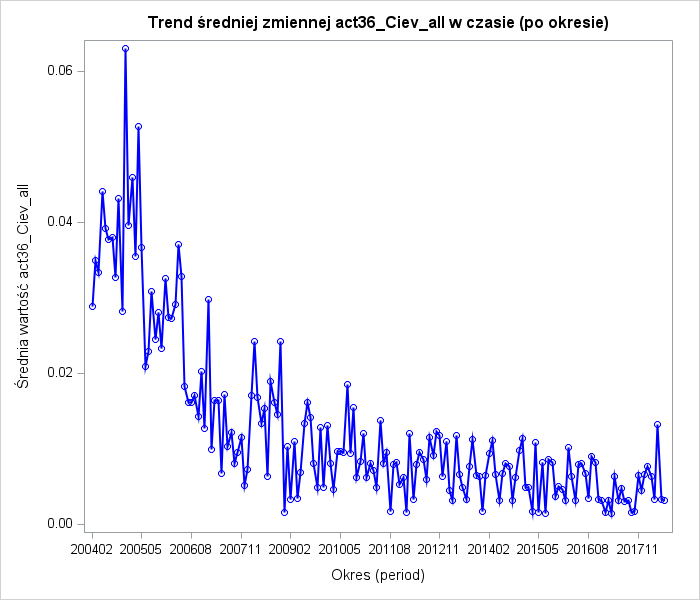 Trend średniej zmiennej act36_Ciev_all w czasie (po okresie)
0.06
0.04
0.02
0.00
Średnia wartość act36_Ciev_all
200402 200505 200608 200711 200902 201005 201108 201211 201402 201505 201608 201711
Okres (period)